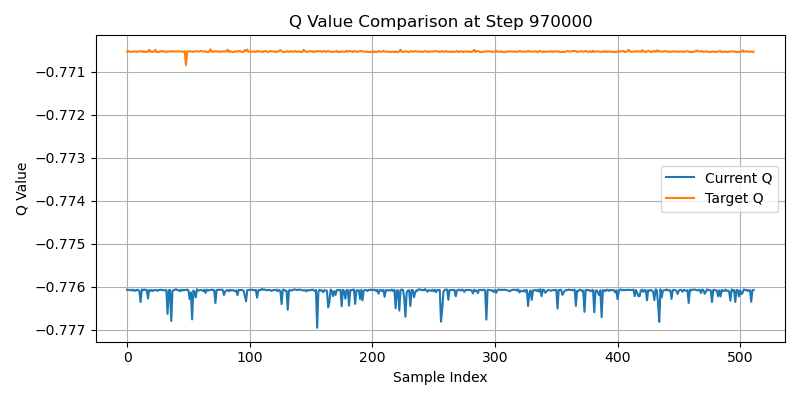 Q Value Comparison at Step 970000
Q Value
−0.771
−0.772
−0.773
−0.774
−0.775
−0.776
−0.777
Current Q
Target Q
0 100 200 300 400 500
Sample Index